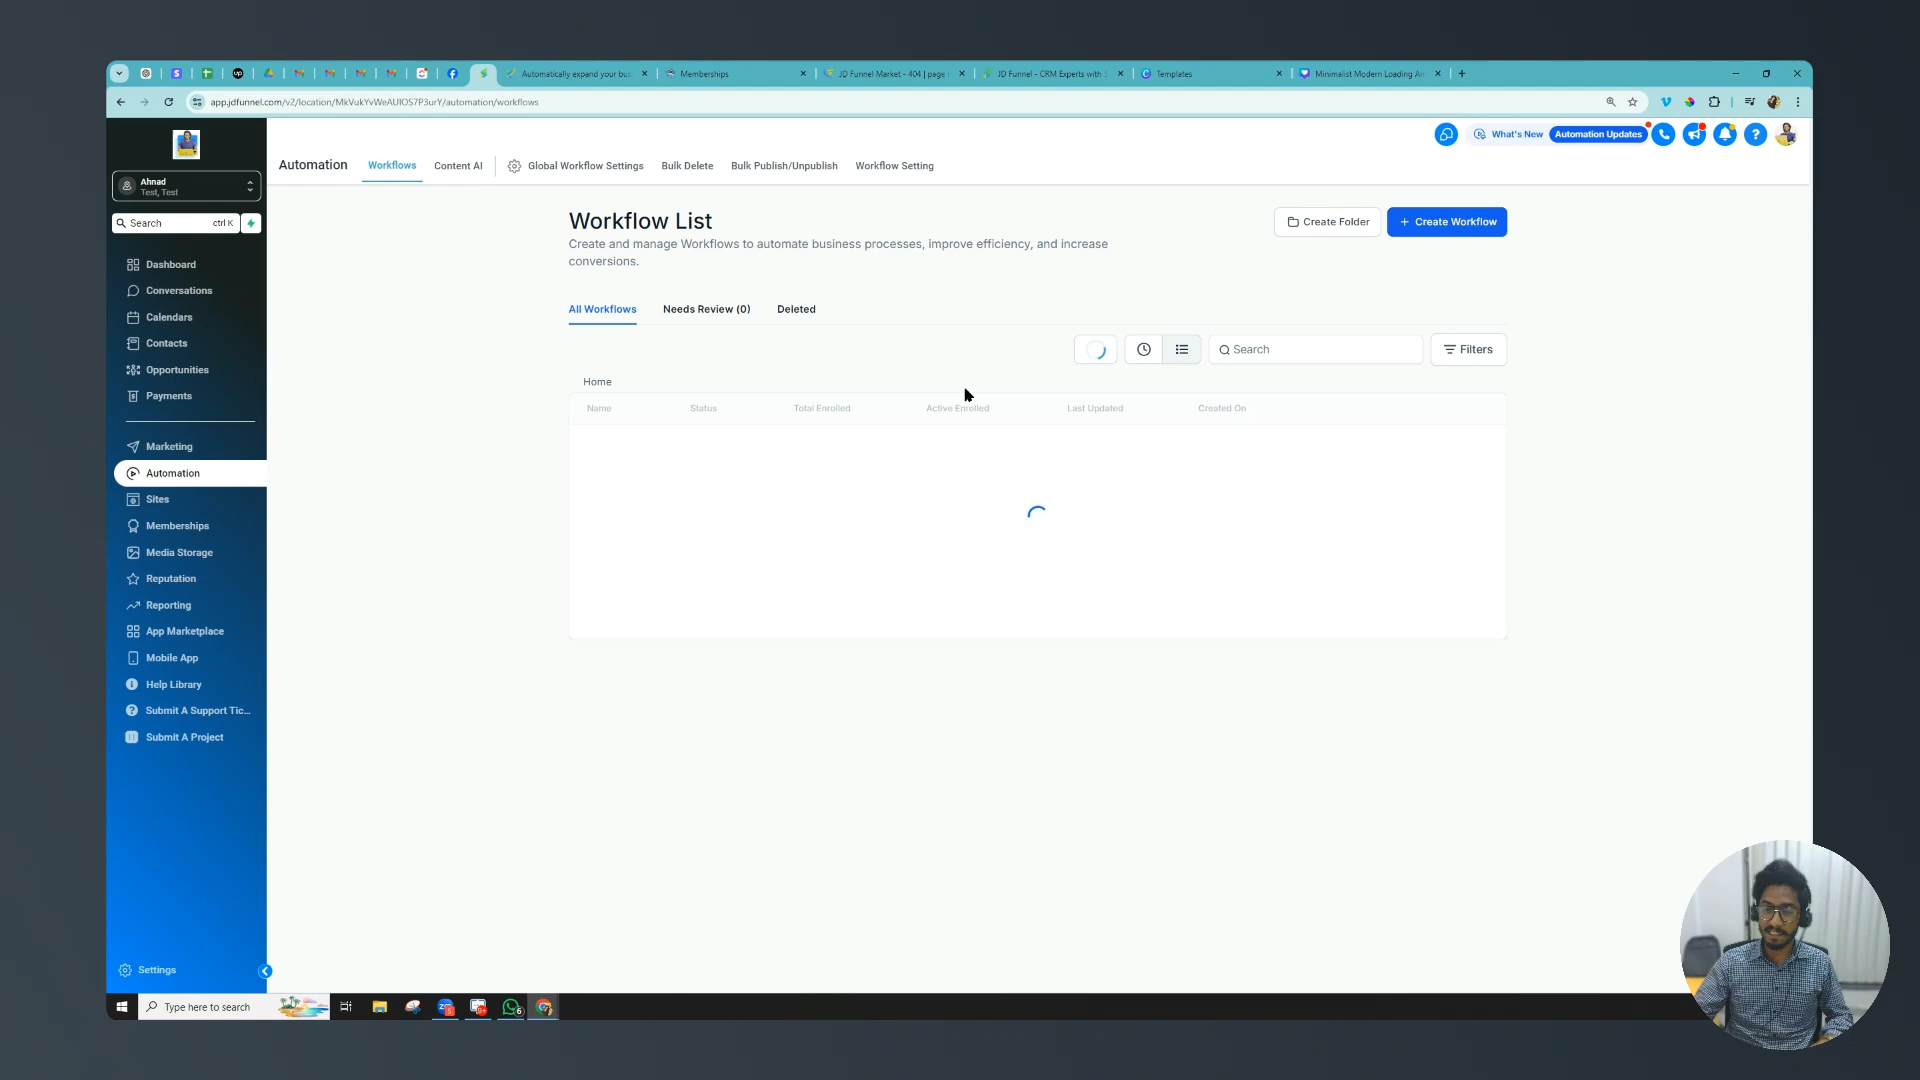 Automatically expand your bus
Memberships
JD Funnel Market - 404 | page
JD Funnel - CRM Experts with
Templates
Minimalist Modern Loading An
app.jdfunnel.com/v2/location/MkVukYvWeAUIOS7P3urY/automation/workflows
What's New
Automation Updates
Automation
Workflows
Content AI
Global Workflow Settings
Bulk Delete
Bulk Publish/Unpublish
Workflow Setting
Ahnad
Test, Test
Search
ctrl K
Dashboard
Conversations
Calendars
Contacts
Opportunities
Payments
Marketing
Automation
Sites
Memberships
Media Storage
Reputation
Reporting
App Marketplace
Mobile App
Help Library
Submit A Support Tic...
Submit A Project
Settings
Workflow List
Create and manage Workflows to automate business processes, improve efficiency, and increase
conversions.
Create Folder
+ Create Workflow
All Workflows
Needs Review (0)
Deleted
Search
Filters
Home
Name
Status
Total Enrolled
Active Enrolled
Last Updated
Created On
Type here to search